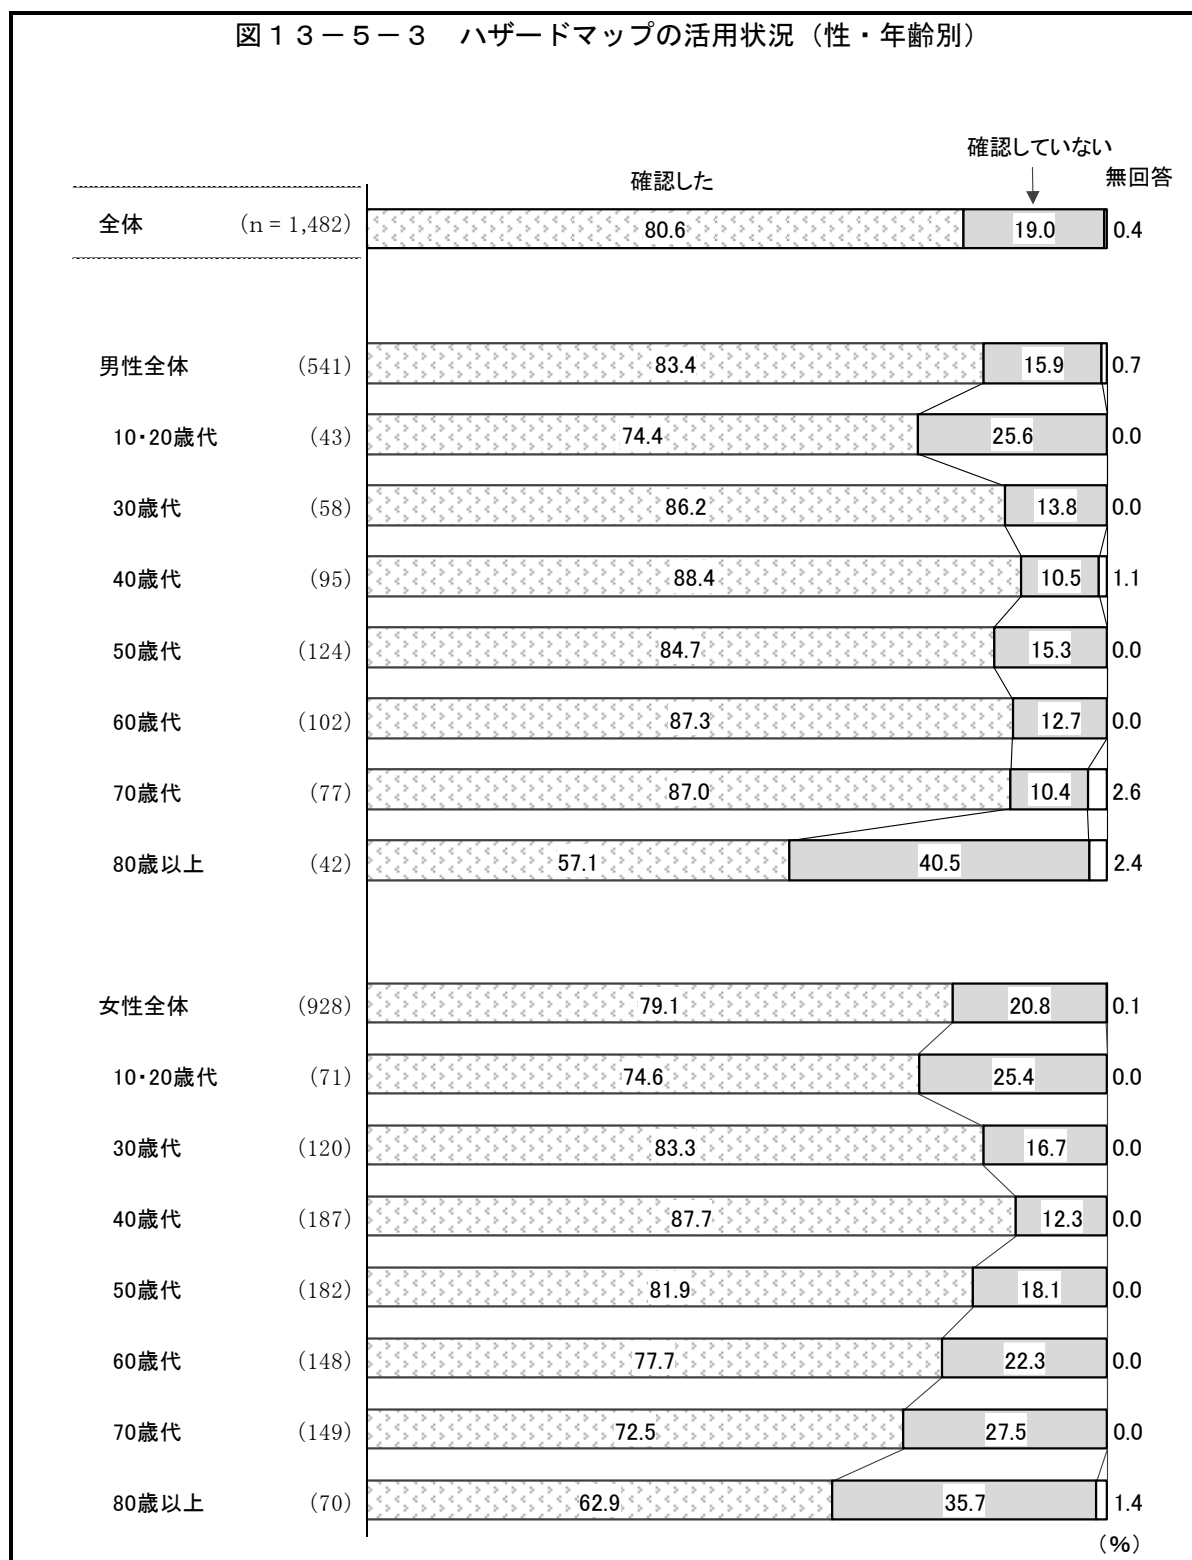 図13-5-3　ハザードマップの活用状況（性・年齢別）
確認していない
確認した 無回答
全体 (n = 1,482) 80.6 19.0 0.4
男性全体 (541) 83.4 15.9 0.7
10・20歳代 (43) 74.4 25.6 0.0
30歳代 (58) 86.2 13.8 0.0
40歳代 (95) 88.4 10.5 1.1
50歳代 (124) 84.7 15.3 0.0
60歳代 (102) 87.3 12.7 0.0
70歳代 (77) 87.0 10.4 2.6
80歳以上 (42) 57.1 40.5 2.4
女性全体 (928) 79.1 20.8 0.1
10・20歳代 (71) 74.6 25.4 0.0
30歳代 (120) 83.3 16.7 0.0
40歳代 (187) 87.7 12.3 0.0
50歳代 (182) 81.9 18.1 0.0
60歳代 (148) 77.7 22.3 0.0
70歳代 (149) 72.5 27.5 0.0
80歳以上 (70) 62.9 35.7 1.4
(%)